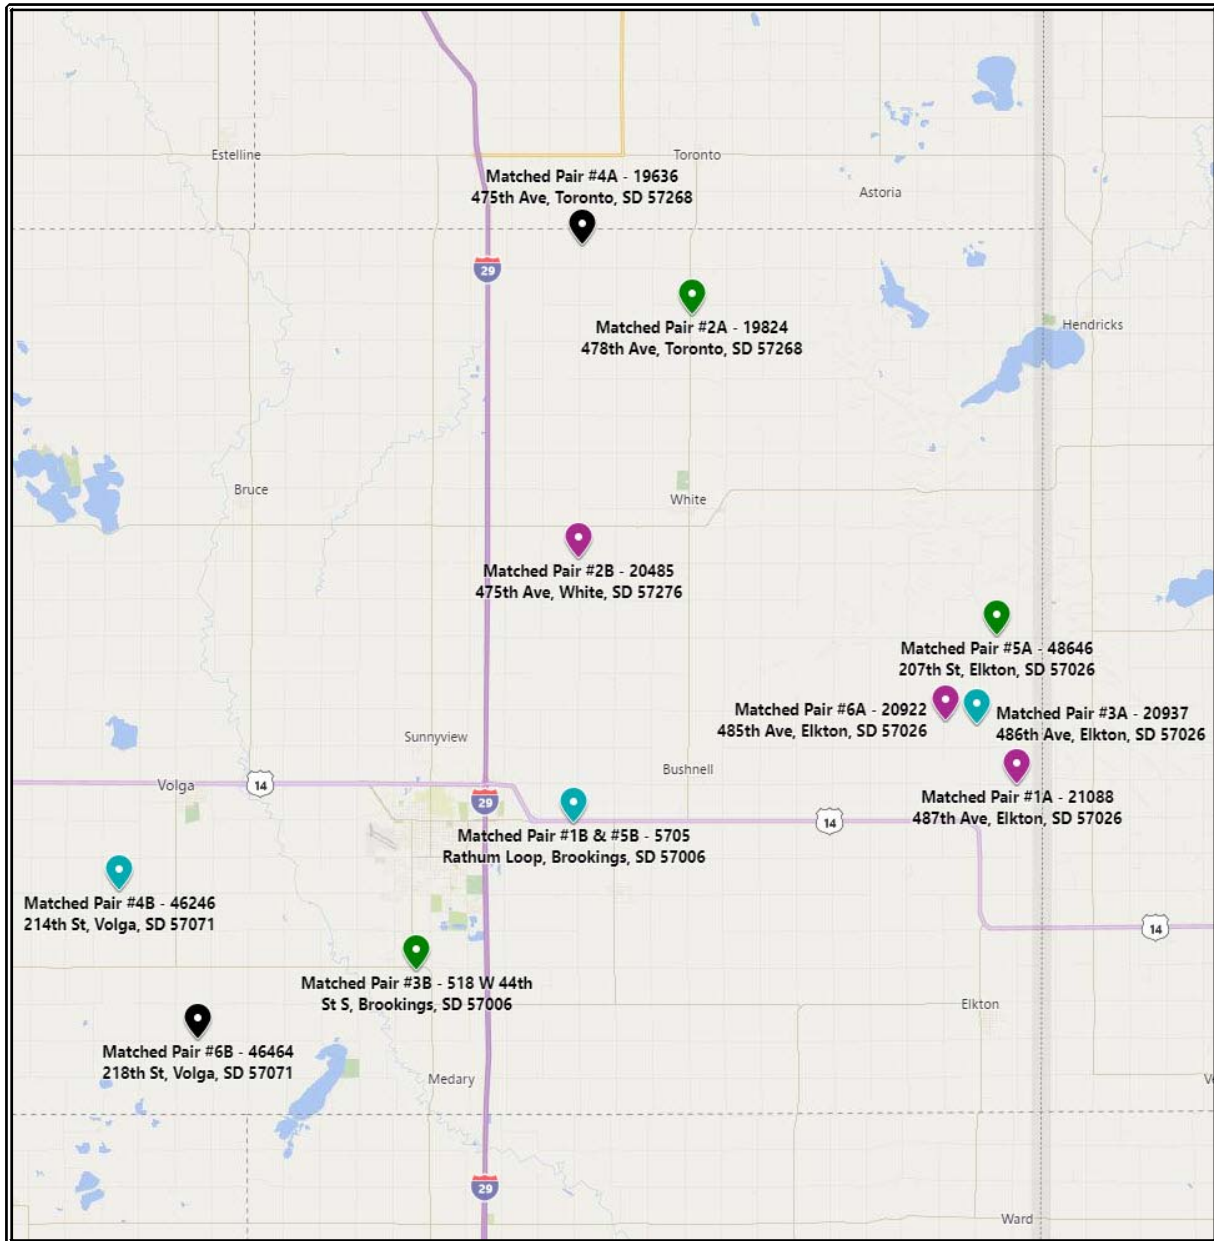 Estelline
Toronto
Matched Pair #4A - 19636
475th Ave, Toronto, SD 57268
Astoria
29
Matched Pair #2A - 19824
478th Ave, Toronto, SD 57268
Hendricks
Bruce
White
Matched Pair #2B - 20485
475th Ave, White, SD 57276
Matched Pair #5A - 48646
207th St, Elkton, SD 57026
Matched Pair #6A - 20922
485th Ave, Elkton, SD 57026
Matched Pair #3A - 20937
486th Ave, Elkton, SD 57026
Sunnyview
Bushnell
Volga
14
29
Matched Pair #1A - 21088
487th Ave, Elkton, SD 57026
14
Matched Pair #1B & #5B - 5705
Rathum Loop, Brookings, SD 57006
Matched Pair #4B - 46246
214th St, Volga, SD 57071
14
Matched Pair #3B - 518 W 44th
St S, Brookings, SD 57006
Elkton
Matched Pair #6B - 46464
218th St, Volga, SD 57071
Medary
Ve
29
Ward